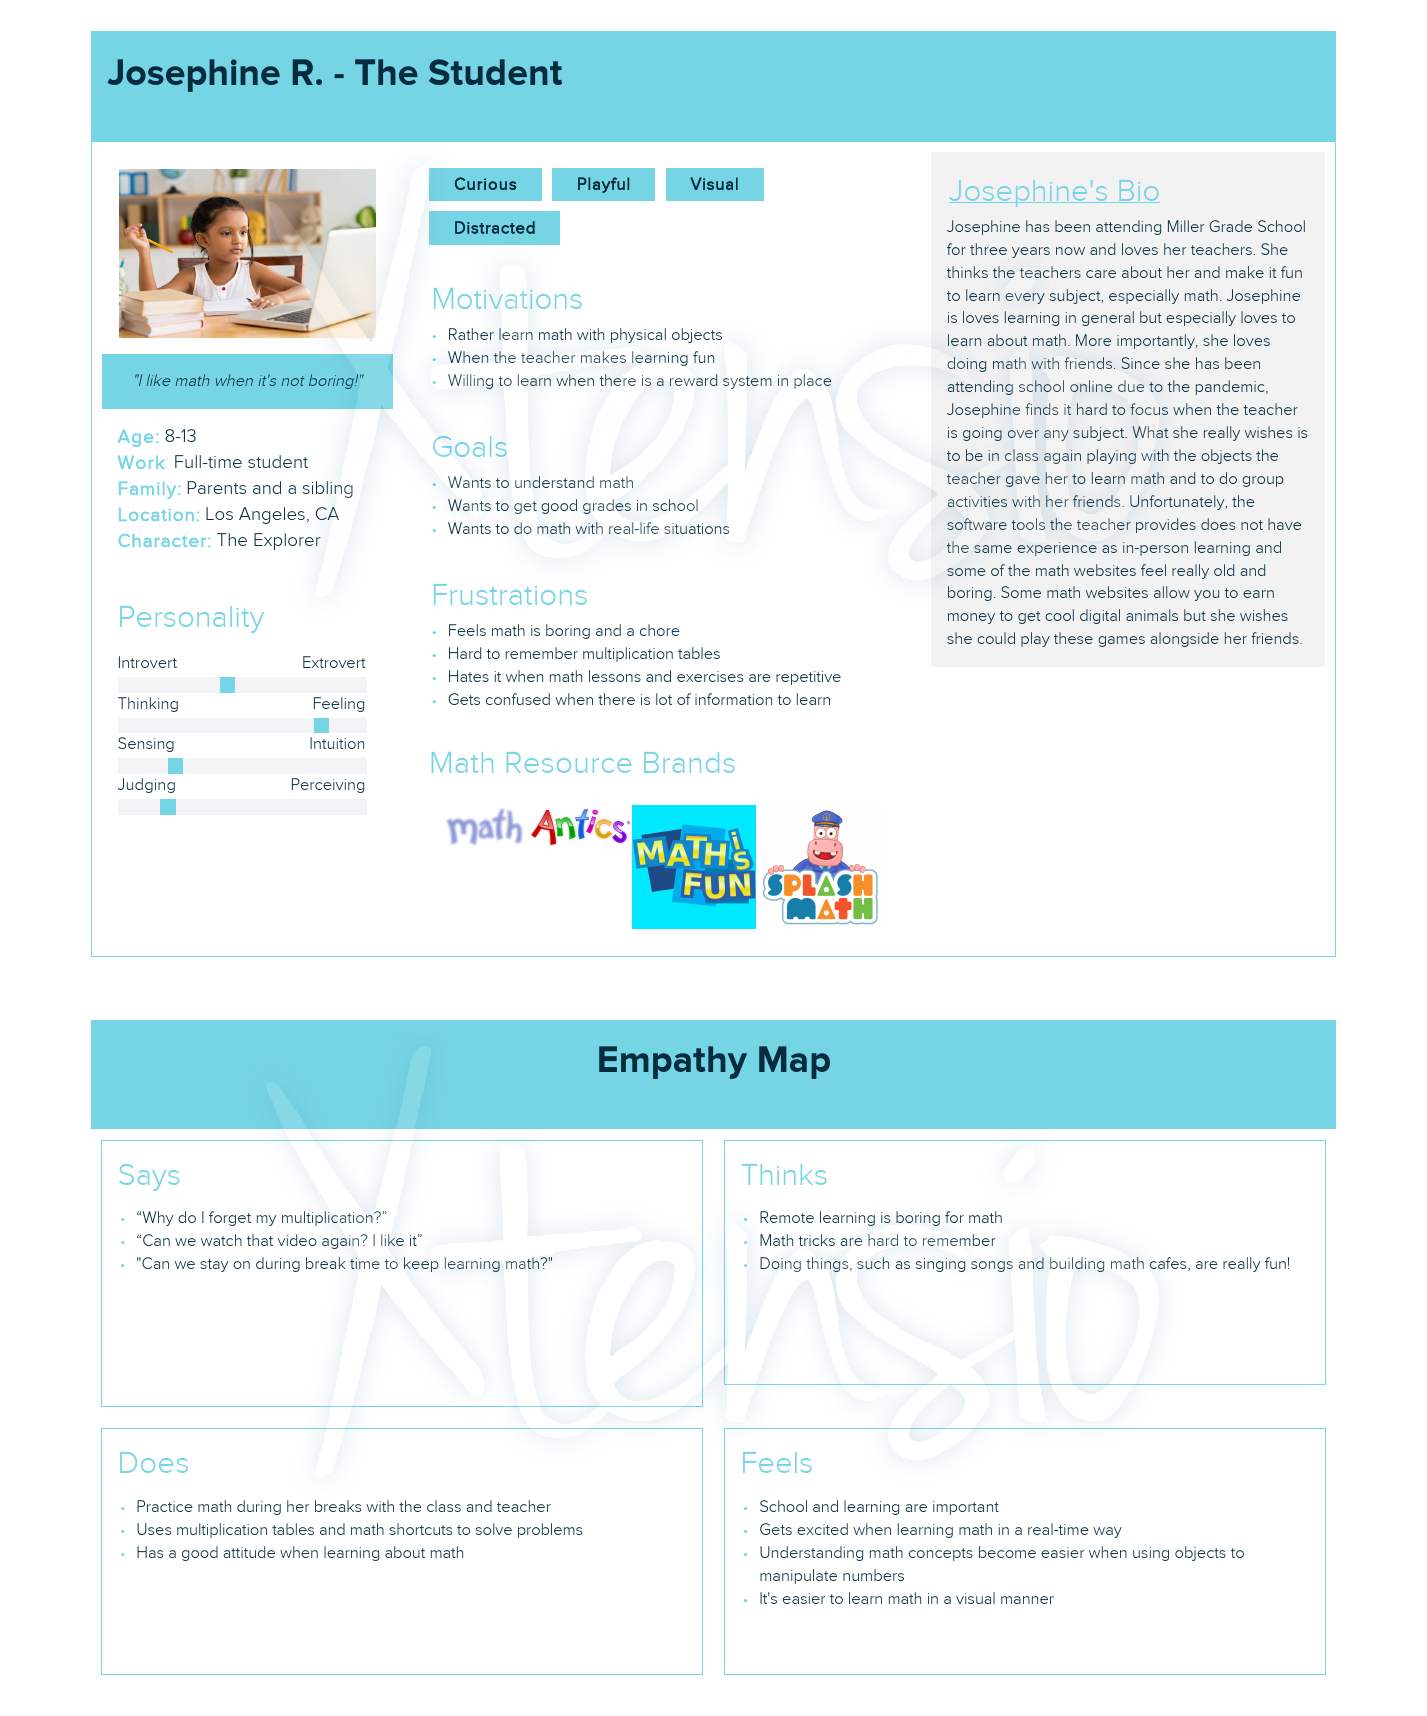 Josephine R. - The Student
"I like math when it's not boring!"
Age: 8-13
Work Full-time student
Family: Parents and a sibling
Location: Los Angeles, CA
Character: The Explorer
Personality
Introvert Extrovert
Thinking Feeling
Sensing Intuition
Judging Perceiving
Curious Playful Visual
Distracted
Motivations
Rather learn math with physical objects
When the teacher makes learning fun
Willing to learn when there is a reward system in place
Goals
Wants to understand math
Wants to get good grades in school
Wants to do math with real-life situations
Frustrations
Feels math is boring and a chore
Hard to remember multiplication tables
Hates it when math lessons and exercises are repetitive
Gets confused when there is lot of information to learn
Math Resource Brands
math Antics
MATH is
FUN
SPLASH
MATH
Josephine's Bio
Josephine has been attending Miller Grade School
for three years now and loves her teachers. She
thinks the teachers care about her and make it fun
to learn every subject, especially math. Josephine
is loves learning in general but especially loves to
learn about math. More importantly, she loves
doing math with friends. Since she has been
attending school online due to the pandemic,
Josephine finds it hard to focus when the teacher
is going over any subject. What she really wishes is
to be in class again playing with the objects the
teacher gave her to learn math and to do group
activities with her friends. Unfortunately, the
software tools the teacher provides does not have
the same experience as in-person learning and
some of the math websites feel really old and
boring. Some math websites allow you to earn
money to get cool digital animals but she wishes
she could play these games alongside her friends.
Xtensio
Empathy Map
Says
“Why do I forget my multiplication?”
“Can we watch that video again? I like it”
"Can we stay on during break time to keep learning math?"
Thinks
Remote learning is boring for math
Math tricks are hard to remember
Doing things, such as singing songs and building math cafes, are really fun!
Does
Practice math during her breaks with the class and teacher
Uses multiplication tables and math shortcuts to solve problems
Has a good attitude when learning about math
Feels
School and learning are important
Gets excited when learning math in a real-time way
Understanding math concepts become easier when using objects to
manipulate numbers
It's easier to learn math in a visual manner
Xtensio